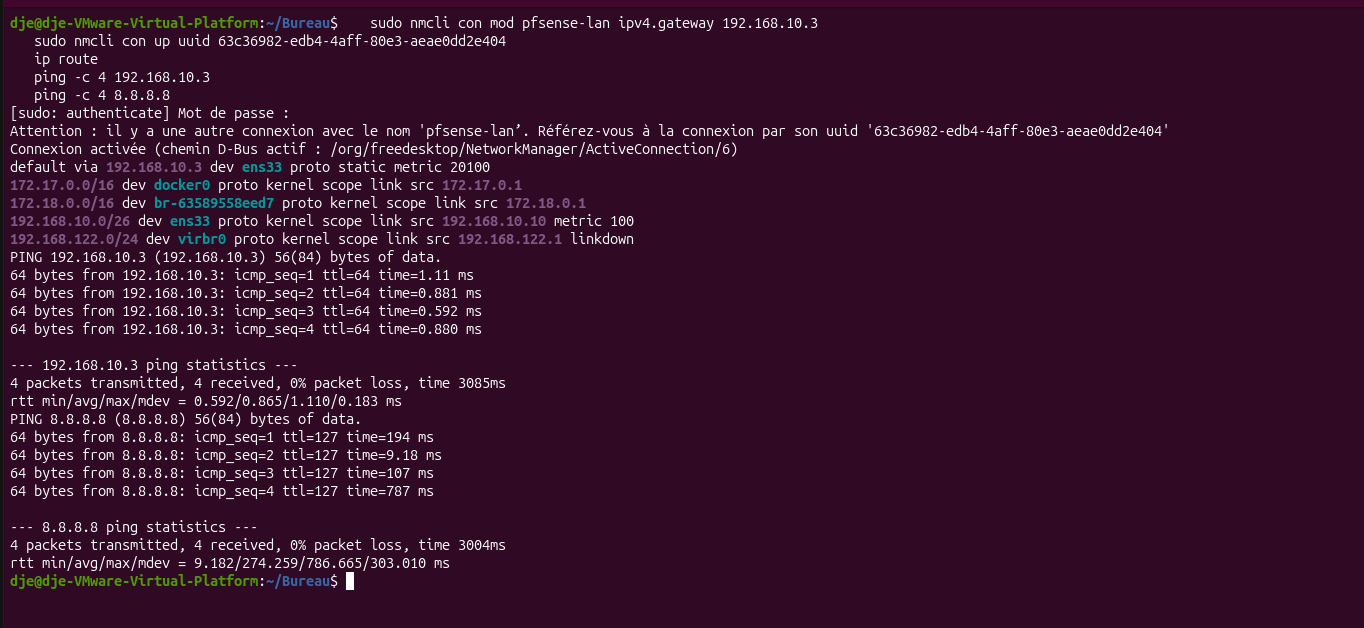 dje@dje-VMware-Virtual-Platform:~/Bureau$    sudo nmcli con mod pfsense-lan ipv4.gateway 192.168.10.3
   sudo nmcli con up uuid 63c36982-edb4-4aff-80e3-aeae0dd2e404
   ip route
   ping -c 4 192.168.10.3
   ping -c 4 8.8.8.8
[sudo: authenticate] Mot de passe :
Attention : il y a une autre connexion avec le nom 'pfsense-lan’. Référez-vous à la connexion par son uuid '63c36982-edb4-4aff-80e3-aeae0dd2e404'
Connexion activée (chemin D-Bus actif : /org/freedesktop/NetworkManager/ActiveConnection/6)
default via 192.168.10.3 dev ens33 proto static metric 20100
172.17.0.0/16 dev docker0 proto kernel scope link src 172.17.0.1
172.18.0.0/16 dev br-63589558eed7 proto kernel scope link src 172.18.0.1
192.168.10.0/26 dev ens33 proto kernel scope link src 192.168.10.10 metric 100
192.168.122.0/24 dev virbr0 proto kernel scope link src 192.168.122.1 linkdown
PING 192.168.10.3 (192.168.10.3) 56(84) bytes of data.
64 bytes from 192.168.10.3: icmp_seq=1 ttl=64 time=1.11 ms
64 bytes from 192.168.10.3: icmp_seq=2 ttl=64 time=0.881 ms
64 bytes from 192.168.10.3: icmp_seq=3 ttl=64 time=0.592 ms
64 bytes from 192.168.10.3: icmp_seq=4 ttl=64 time=0.880 ms

--- 192.168.10.3 ping statistics ---
4 packets transmitted, 4 received, 0% packet loss, time 3085ms
rtt min/avg/max/mdev = 0.592/0.865/1.110/0.183 ms
PING 8.8.8.8 (8.8.8.8) 56(84) bytes of data.
64 bytes from 8.8.8.8: icmp_seq=1 ttl=127 time=194 ms
64 bytes from 8.8.8.8: icmp_seq=2 ttl=127 time=9.18 ms
64 bytes from 8.8.8.8: icmp_seq=3 ttl=127 time=107 ms
64 bytes from 8.8.8.8: icmp_seq=4 ttl=127 time=787 ms

--- 8.8.8.8 ping statistics ---
4 packets transmitted, 4 received, 0% packet loss, time 3004ms
rtt min/avg/max/mdev = 9.182/274.259/786.665/303.010 ms
dje@dje-VMware-Virtual-Platform:~/Bureau$